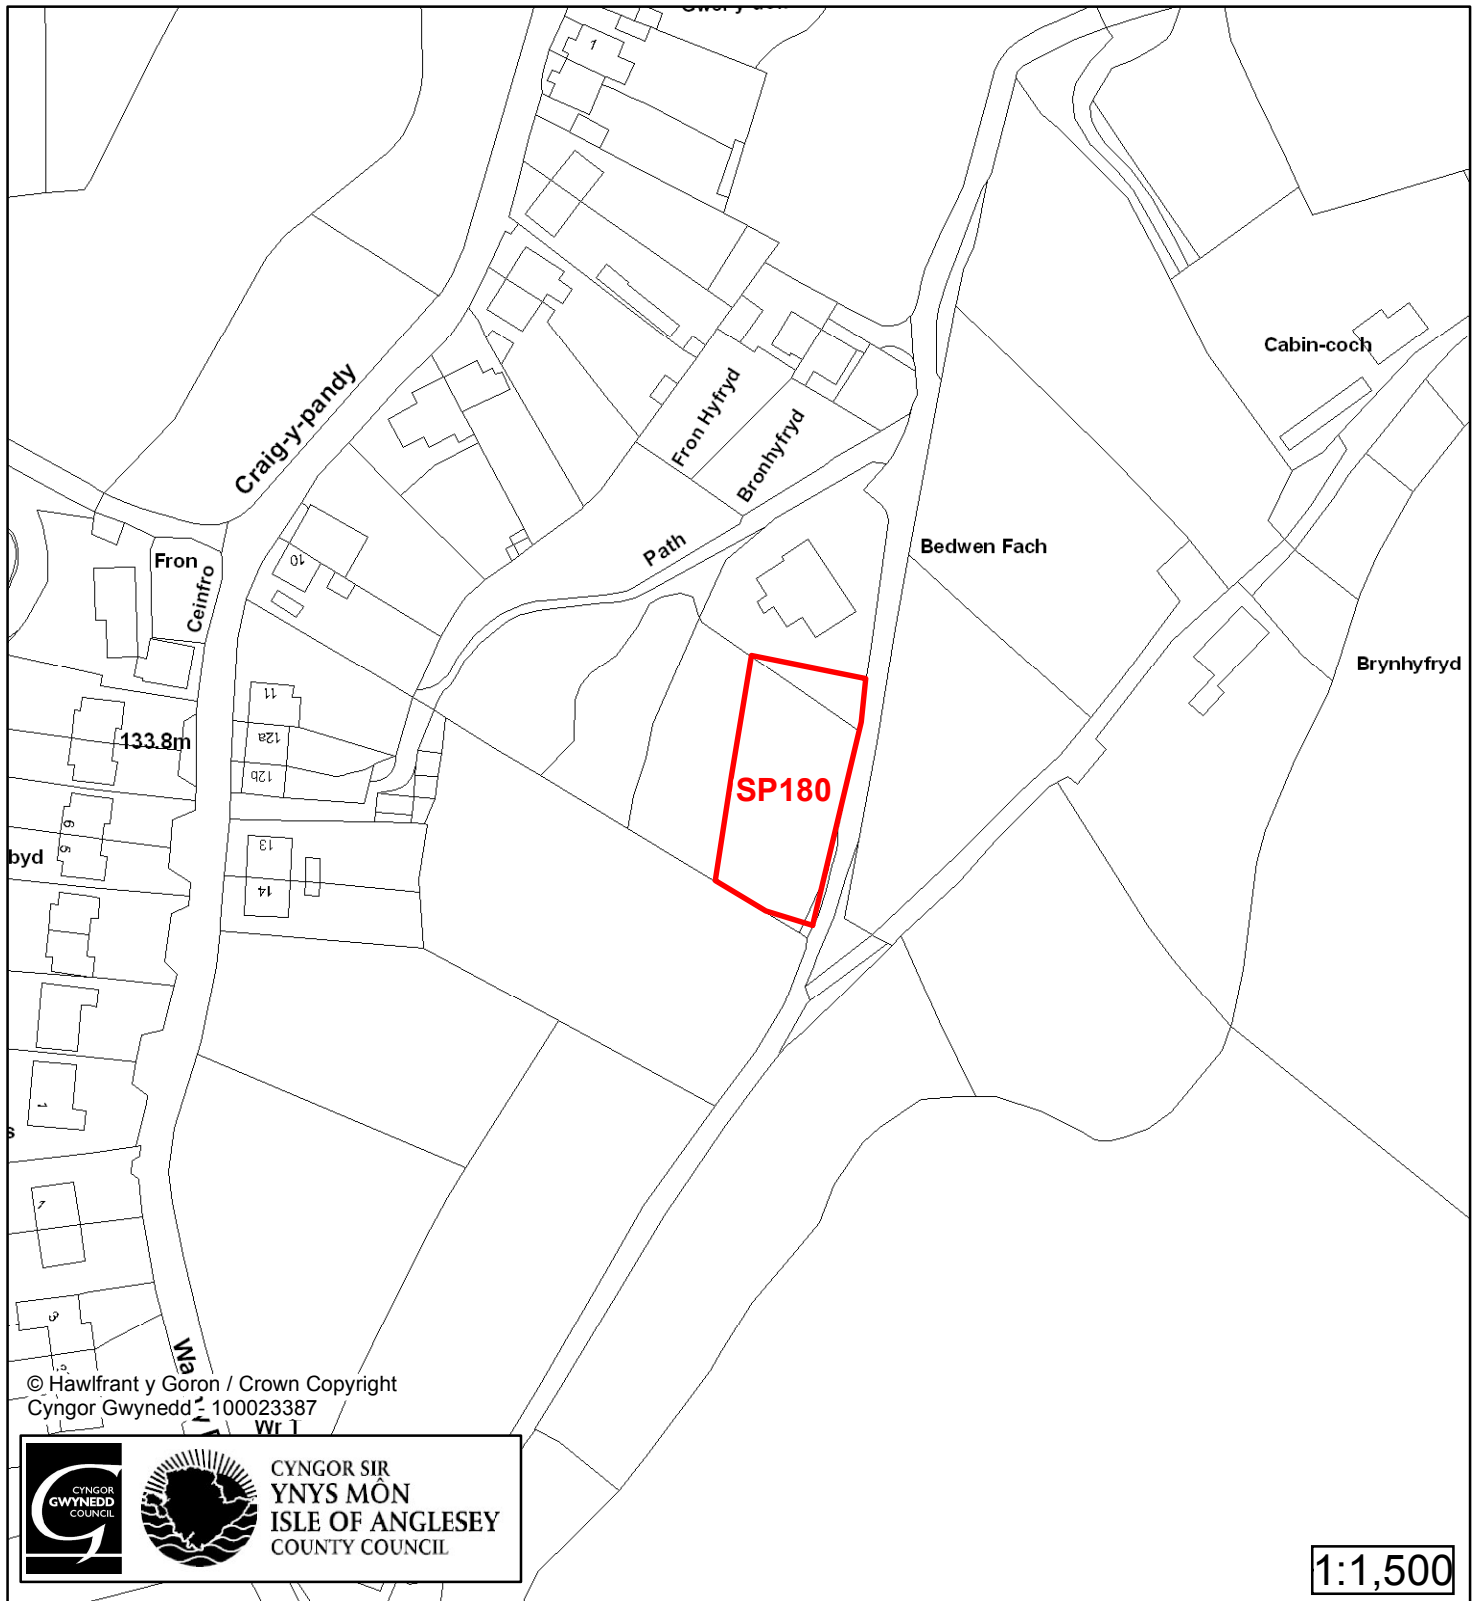 1
Craig-y-pandy
Fron Hyfryd
Bronhyfryd
Cabin-coch
Path
Bedwen Fach
Fron
Ceinfro
10
Brynhyfryd
11
12a
133.8m
12b
SP180
6
5
byd
13
14
1
s
7
3
© Hawlfrant y Goron / Crown Copyright
Cyngor Gwynedd - 100023387
Wr T
CYNGOR
GWYNEDD
COUNCIL
CYNGOR SIR
YNYS MÔN
ISLE OF ANGLESEY
COUNTY COUNCIL
1:1,500